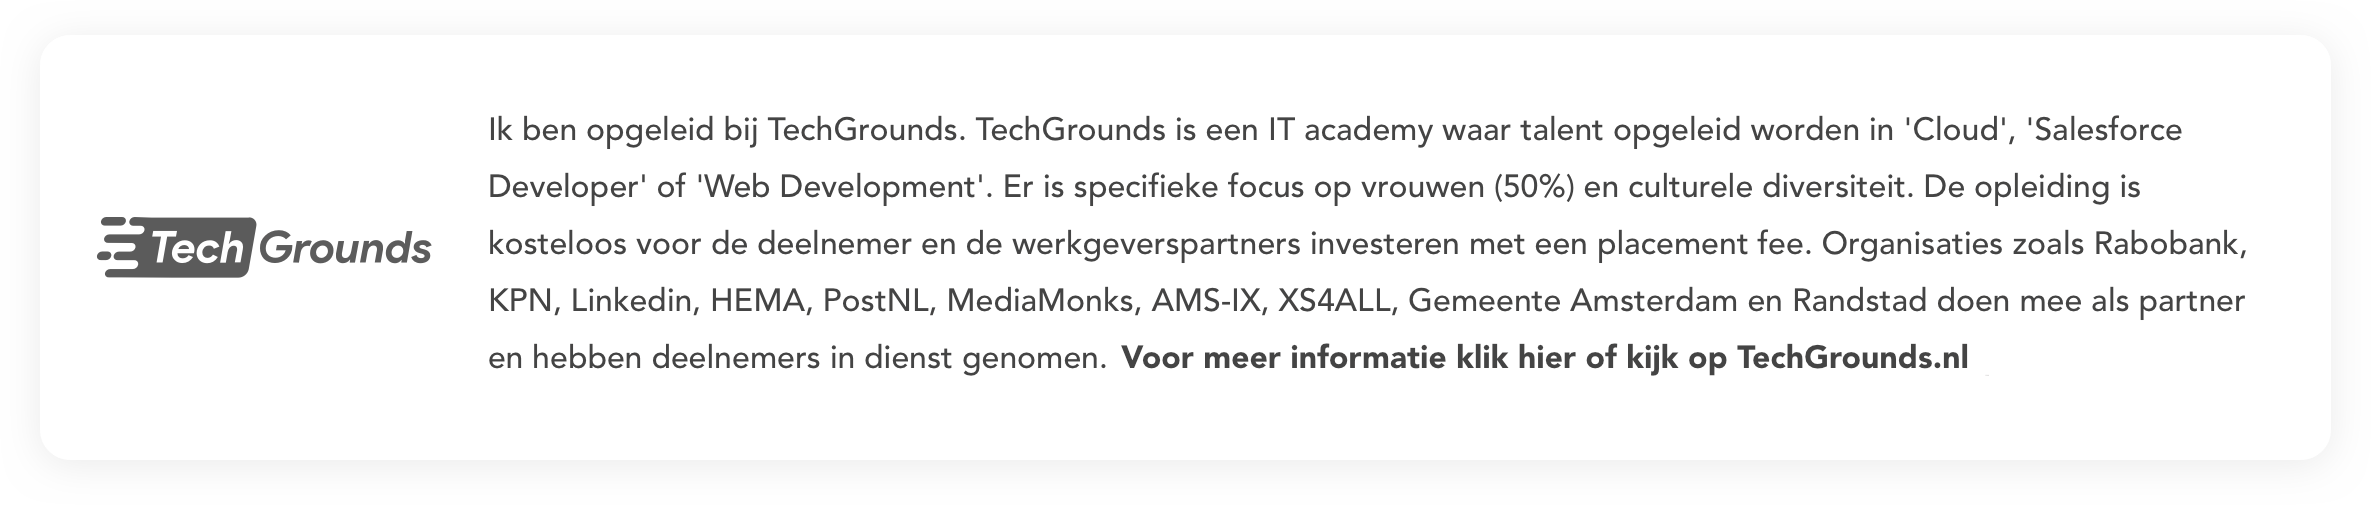 Tech Grounds
Ik ben opgeleid bij TechGrounds. TechGrounds is een IT academy waar talent opgeleid worden in 'Cloud', 'Salesforce
Developer' of 'Web Development'. Er is specifieke focus op vrouwen (50%) en culturele diversiteit. De opleiding is
kosteloos voor de deelnemer en de werkgeverspartners investeren met een placement fee. Organisaties zoals Rabobank,
KPN, Linkedin, HEMA, PostNL, MediaMonks, AMS-IX, XS4ALL, Gemeente Amsterdam en Randstad doen mee als partner
en hebben deelnemers in dienst genomen. Voor meer informatie klik hier of kijk op TechGrounds.nl